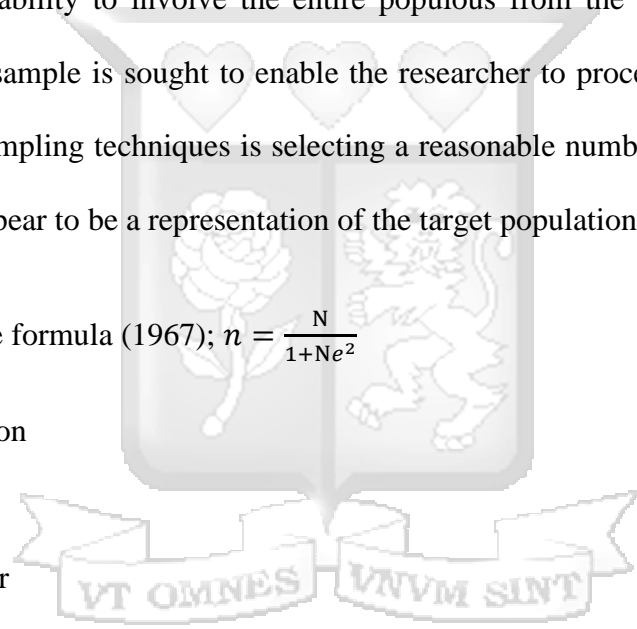 ability to involve the entire populous from the
sample is sought to enable the researcher to proce
mpling techniques is selecting a reasonable numb
pear to be a representation of the target population
e formula (1967); n = N / 1+Ne²
on
r
VT OMNES VNVM SINT